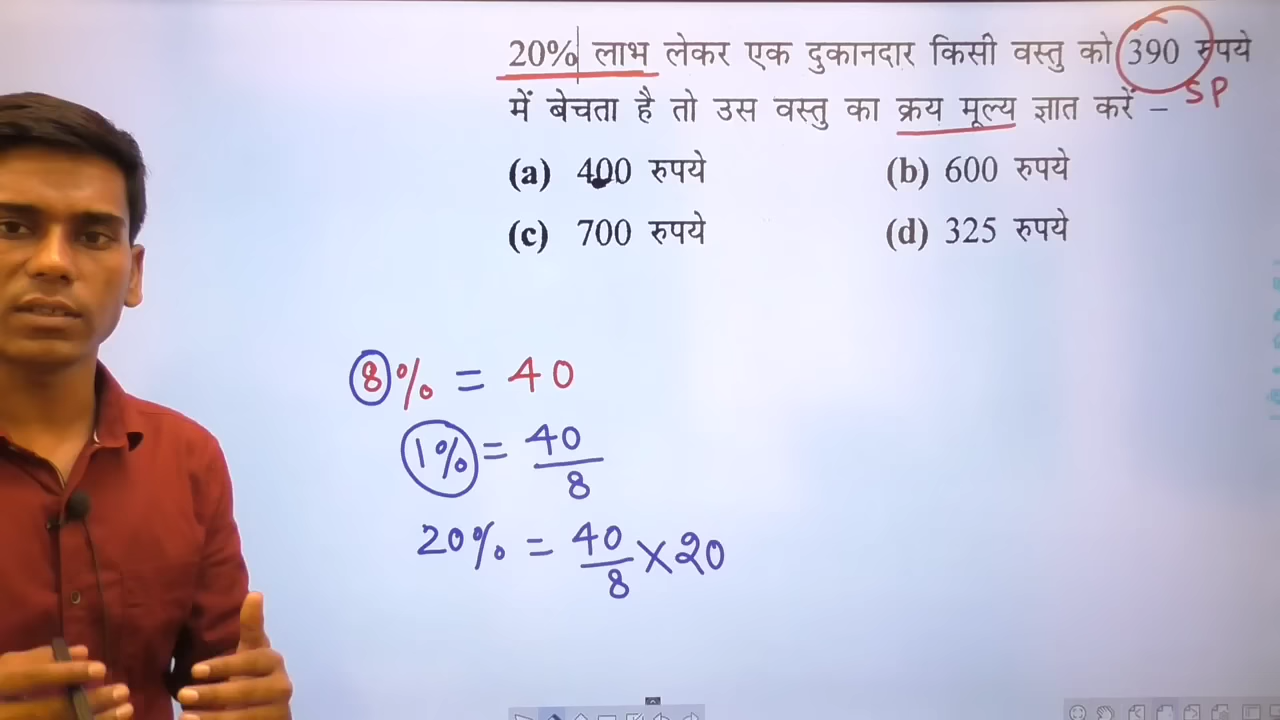 20% लाभ लेकर एक दुकानदार किसी वस्तु को 390 रुपये
SP
में बेचता है तो उस वस्तु का क्रय मूल्य ज्ञात करें –
(a) 400 रुपये
(b) 600 रुपये
(c) 700 रुपये
(d) 325 रुपये
8% = 40
1% = 40/8
20% = 40/8 × 20